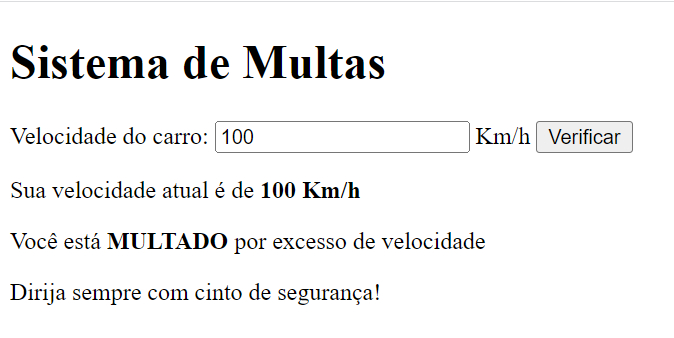 Sistema de Multas
Velocidade do carro: 100 Km/h Verificar
Sua velocidade atual é de 100 Km/h
Você está MULTADO por excesso de velocidade
Dirija sempre com cinto de segurança!